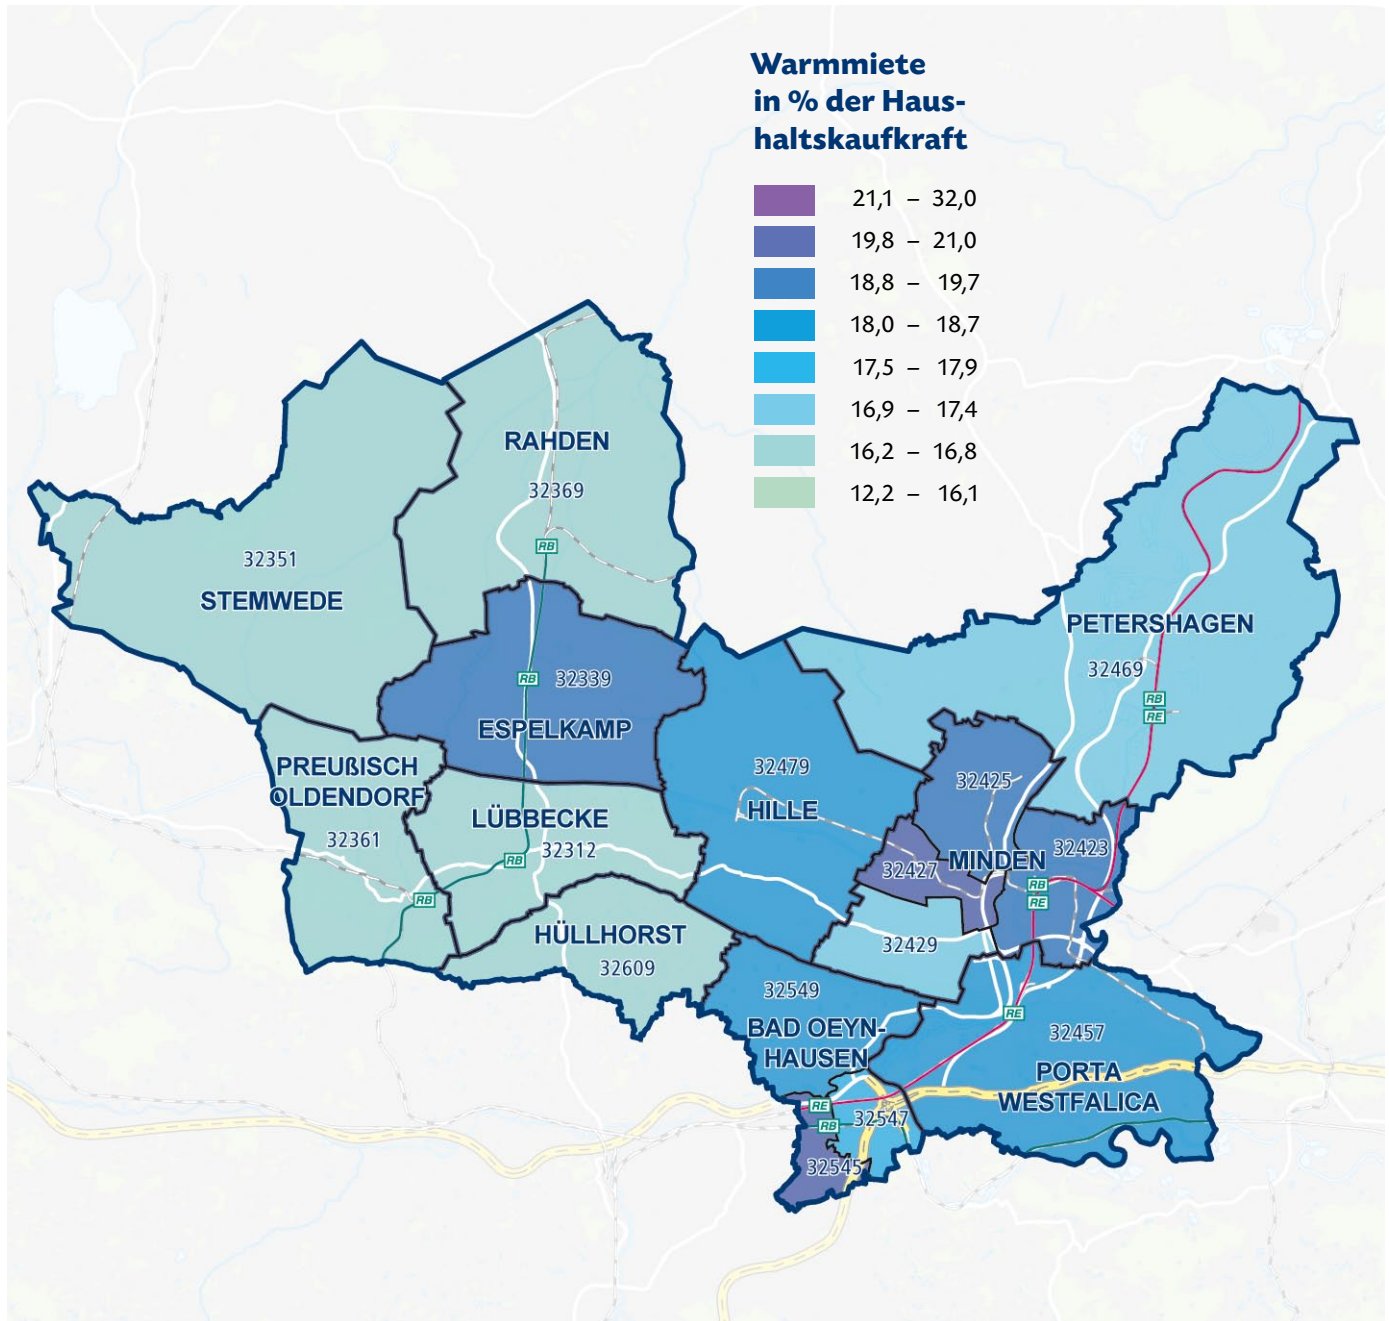 Warmmiete
in % der Haus-
haltskaufkraft
21,1 – 32,0
19,8 – 21,0
18,8 – 19,7
18,0 – 18,7
17,5 – 17,9
16,9 – 17,4
16,2 – 16,8
12,2 – 16,1
RAHDEN
32369
RB
32351
STEMWEDE
PETERSHAGEN
32469
RB
RE
RB
32339
ESPELKAMP
PREUßISCH
OLDENDORF
32361
RB
LÜBBECKE
32312
RB
32479
HILLE
32425
32427
MINDEN
32423
RB
RE
32429
HÜLLHORST
32609
32549
BAD OEYN-
HAUSEN
RE
32457
PORTA
WESTFALICA
RE
RB
32547
32545